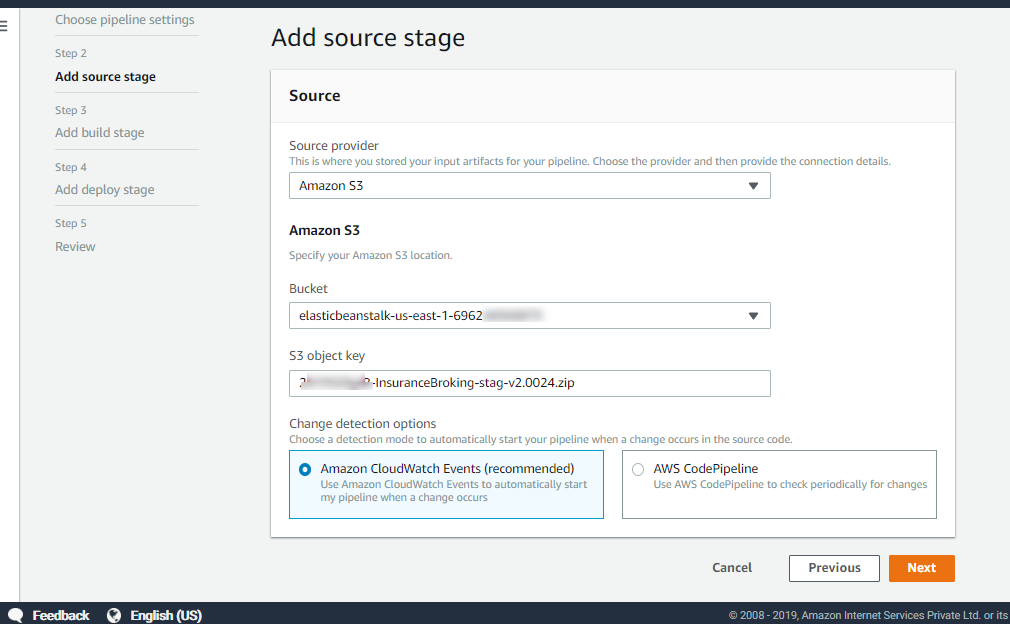 Choose pipeline settings
Step 2
Add source stage
Step 3
Add build stage
Step 4
Add deploy stage
Step 5
Review
Add source stage
Source
Source provider
This is where you stored your input artifacts for your pipeline. Choose the provider and then provide the connection details.
Amazon S3
Amazon S3
Specify your Amazon S3 location.
Bucket
elasticbeanstalk-us-east-1-6962
S3 object key
-InsuranceBroking-stag-v2.0024.zip
Change detection options
Choose a detection mode to automatically start your pipeline when a change occurs in the source code.
Amazon CloudWatch Events (recommended)
Use Amazon CloudWatch Events to automatically start
my pipeline when a change occurs
AWS CodePipeline
Use AWS CodePipeline to check periodically for changes
Cancel
Previous
Next
Feedback
English (US)
© 2008 - 2019, Amazon Internet Services Private Ltd. or its